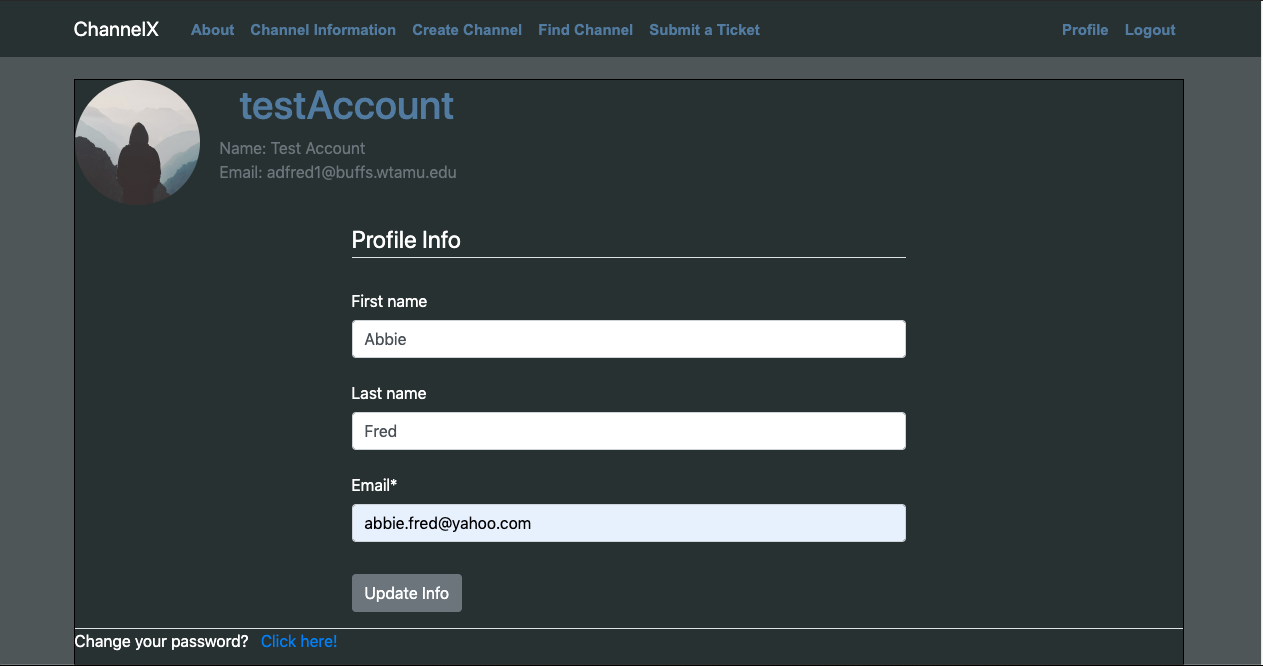 ChannelX About Channel Information Create Channel Find Channel Submit a Ticket Profile Logout
testAccount
Name: Test Account
Email: adfred1@buffs.wtamu.edu
Profile Info
First name
Abbie
Last name
Fred
Email*
abbie.fred@yahoo.com
Update Info
Change your password? Click here!